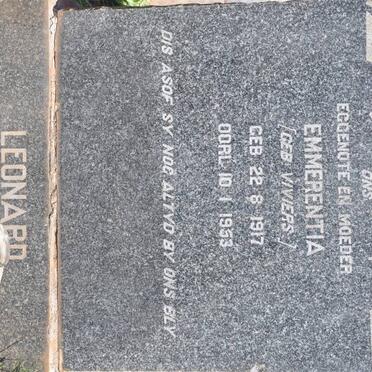 ONS
EGGENOTE EN MOEDER
EMMERENTIA
(GEB VIVIERS)
GEB 22 · 8 · 1917
OORL 10 · 1 · 1953
DIS ASOF SY NOG ALTYD BY ONS BLY
LEONARD